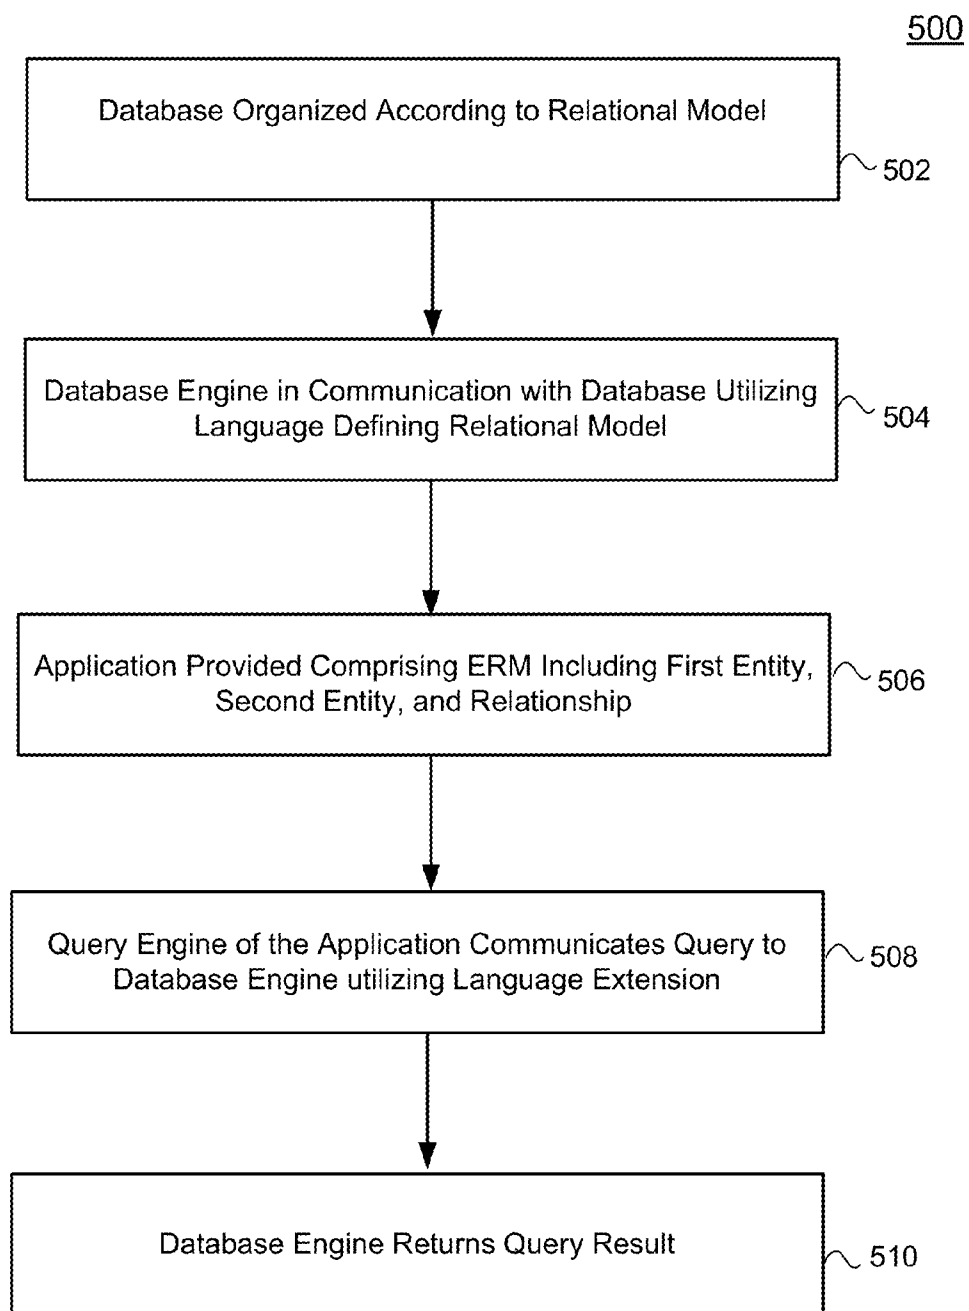 500
Database Organized According to Relational Model
502
Database Engine in Communication with Database Utilizing
Language Defining Relational Model
504
Application Provided Comprising ERM Including First Entity,
Second Entity, and Relationship
506
Query Engine of the Application Communicates Query to
Database Engine utilizing Language Extension
508
Database Engine Returns Query Result
510